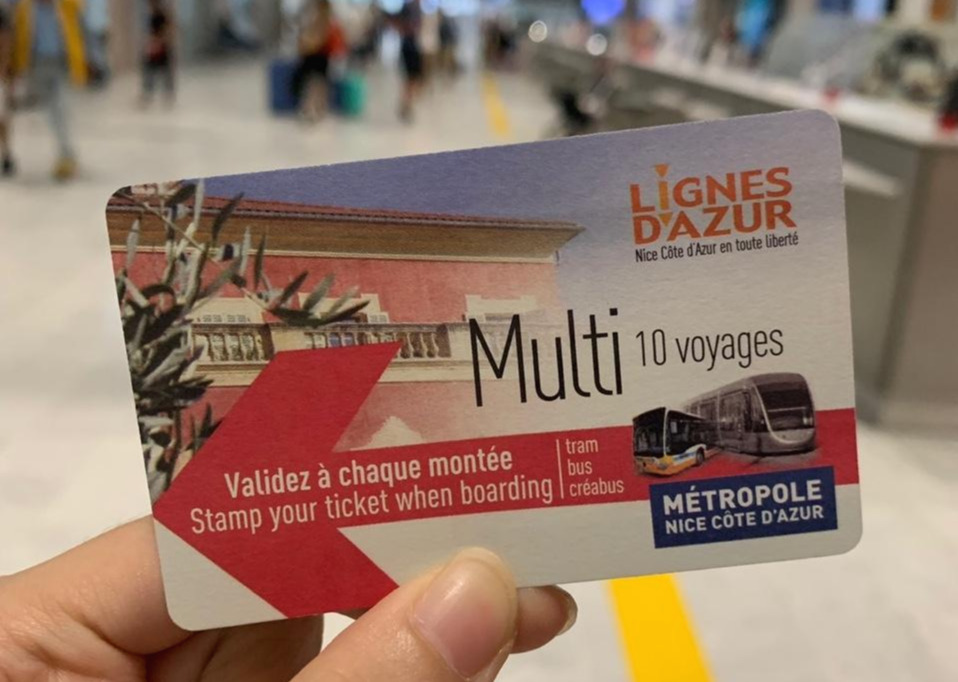 LIGNES
D'AZUR
Nice Côte d'Azur en toute liberté
Multi 10 voyages
Validez à chaque montée
Stamp your ticket when boarding
tram
bus
créabus
MÉTROPOLE
NICE CÔTE D'AZUR